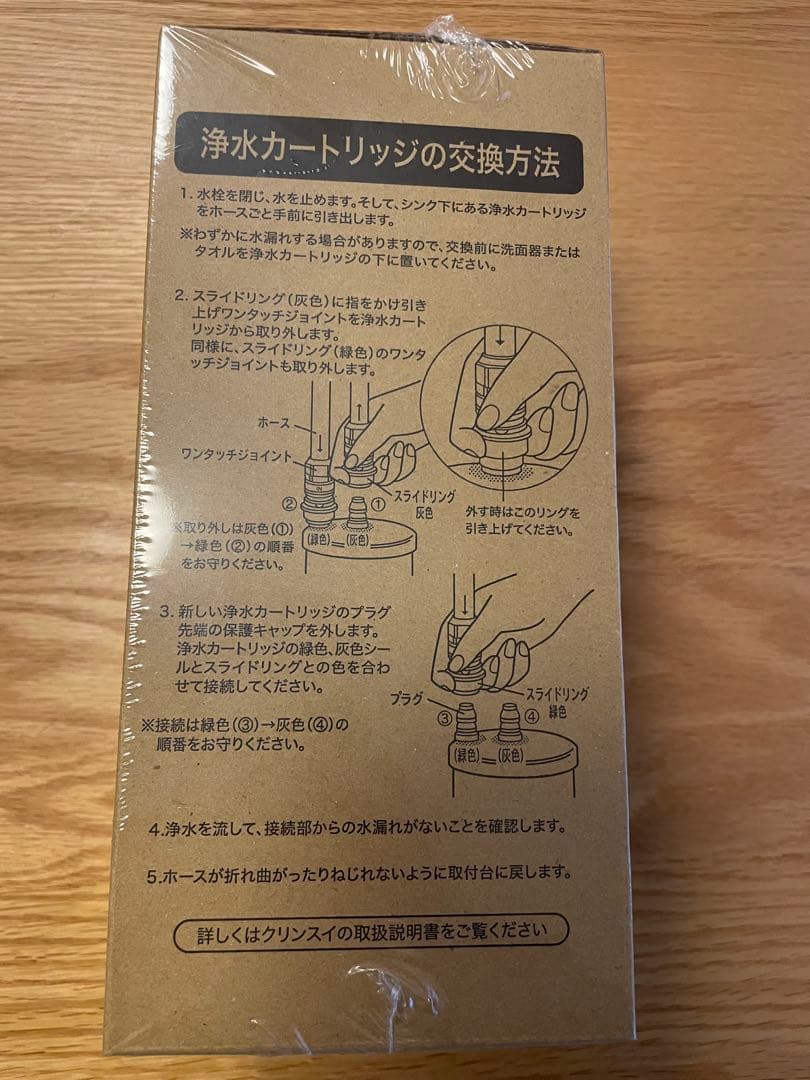 浄水カートリッジの交換方法
1. 水栓を閉じ、水を止めます。そして、シンク下にある浄水カートリッジ
をホースごと手前に引き出します。
※わずかに水漏れする場合がありますので、交換前に洗面器または
タオルを浄水カートリッジの下に置いてください。
2. スライドリング(灰色)に指をかけ引き
上げワンタッチジョイントを浄水カート
リッジから取り外します。
同様に、スライドリング(緑色)のワンタ
ッチジョイントも取り外します。
ホース
ワンタッチジョイント
IN
②
①
スライドリング
灰色
(緑色)
(灰色)
外す時はこのリングを
引き上げてください。
※取り外しは灰色(①)
→緑色(②)の順番
をお守りください。
3. 新しい浄水カートリッジのプラグ
先端の保護キャップを外します。
浄水カートリッジの緑色、灰色シー
ルとスライドリングとの色を合わ
せて接続してください。
※接続は緑色(③)→灰色(④)の
順番をお守りください。
プラグ
スライドリング
緑色
③
④
(緑色)
(灰色)
4.浄水を流して、接続部からの水漏れがないことを確認します。
5.ホースが折れ曲がったりねじれないように取付台に戻します。
詳しくはクリンスイの取扱説明書をご覧ください